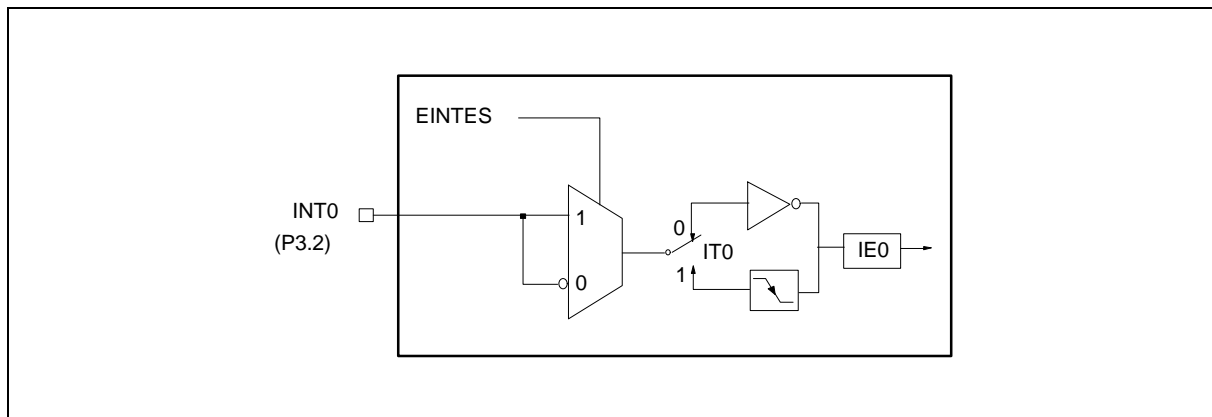 EINTES
INT0
(P3.2)
1
0
0
IT0
1
IE0